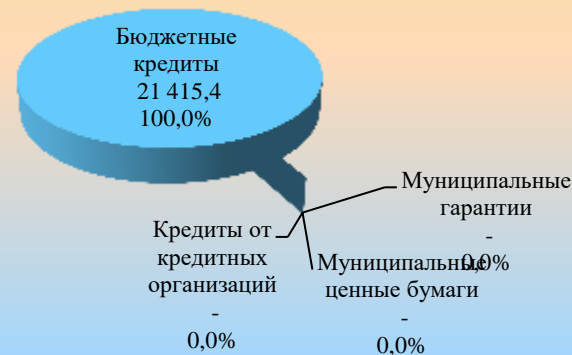 Бюджетные
кредиты
21 415,4
100,0%
Муниципальные
гарантии
-
0,0%
Кредиты от
кредитных
организаций
-
0,0%
Муниципальные
ценные бумаги
-
0,0%